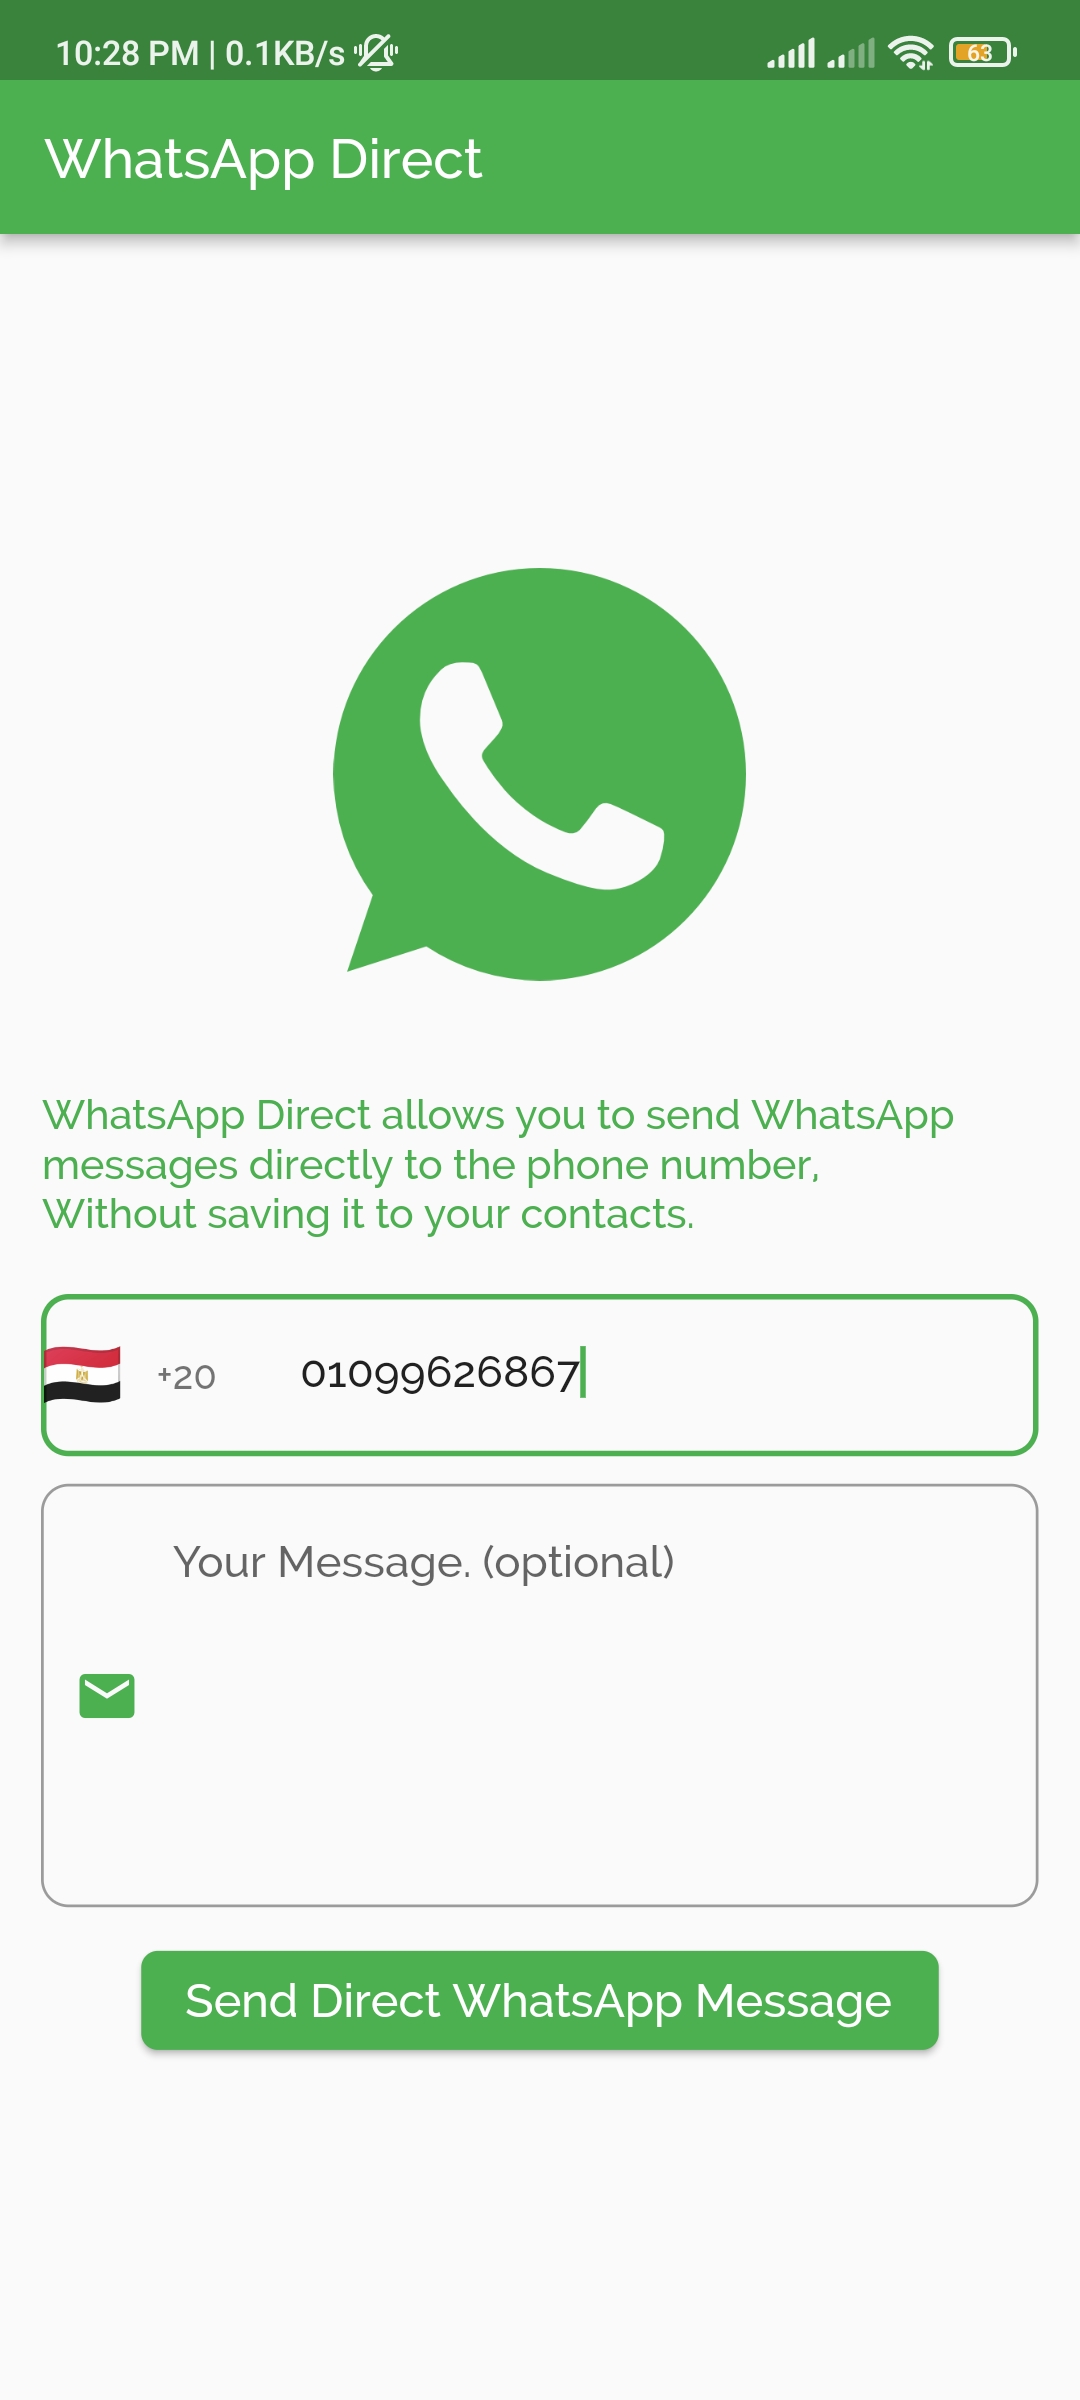 10:28 PM | 0.1KB/s 63
WhatsApp Direct
WhatsApp Direct allows you to send WhatsApp
messages directly to the phone number,
Without saving it to your contacts.
+20 01099626867
Your Message. (optional)
Send Direct WhatsApp Message